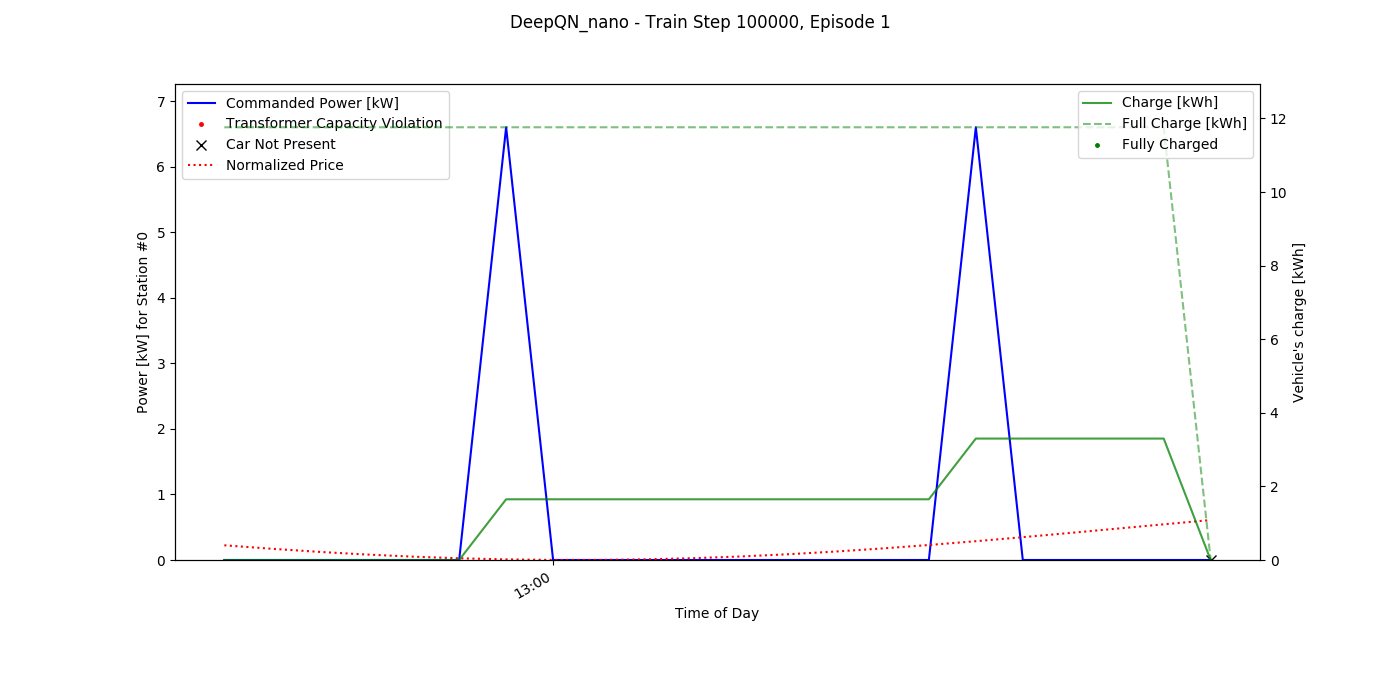 DeepQN_nano - Train Step 100000, Episode 1
Commanded Power [kW]
Transformer Capacity Violation
Car Not Present
Normalized Price
Charge [kWh]
Full Charge [kWh]
Fully Charged
7
6
5
4
3
2
1
0
Power [kW] for Station #0
12
10
8
6
4
2
0
Vehicle's charge [kWh]
13:00
Time of Day